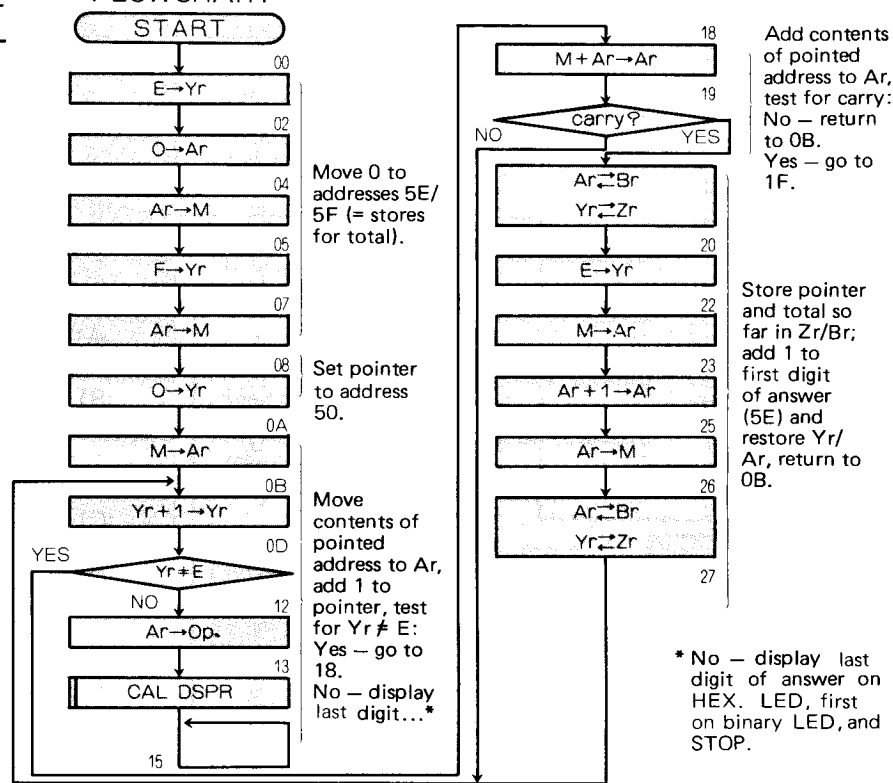 START
00
E→Yr
02
O→Ar
04
Ar→M
05
F→Yr
07
Ar→M
08
O→Yr
0A
M→Ar
0B
Yr+1→Yr
0D
YES
Yr≠E
NO
12
Ar→Op.
13
CAL DSPR
15
Move 0 to
addresses 5E/
5F (= stores
for total).
Set pointer
to address
50.
Move
contents of
pointed
address to Ar,
add 1 to
pointer, test
for Yr ≠ E:
Yes – go to
18.
No – display
last digit...*
18
M+Ar→Ar
19
carry?
NO
YES
Ar⇄Br
Yr⇄Zr
20
E→Yr
22
M→Ar
23
Ar+1→Ar
25
Ar→M
26
Ar⇄Br
Yr⇄Zr
27
Add contents
of pointed
address to Ar,
test for carry:
No – return
to 0B.
Yes – go to
1F.
Store pointer
and total so
far in Zr/Br;
add 1 to
first digit
of answer
(5E) and
restore Yr/
Ar, return to
0B.
* No – display last
digit of answer on
HEX. LED, first
on binary LED, and
STOP.